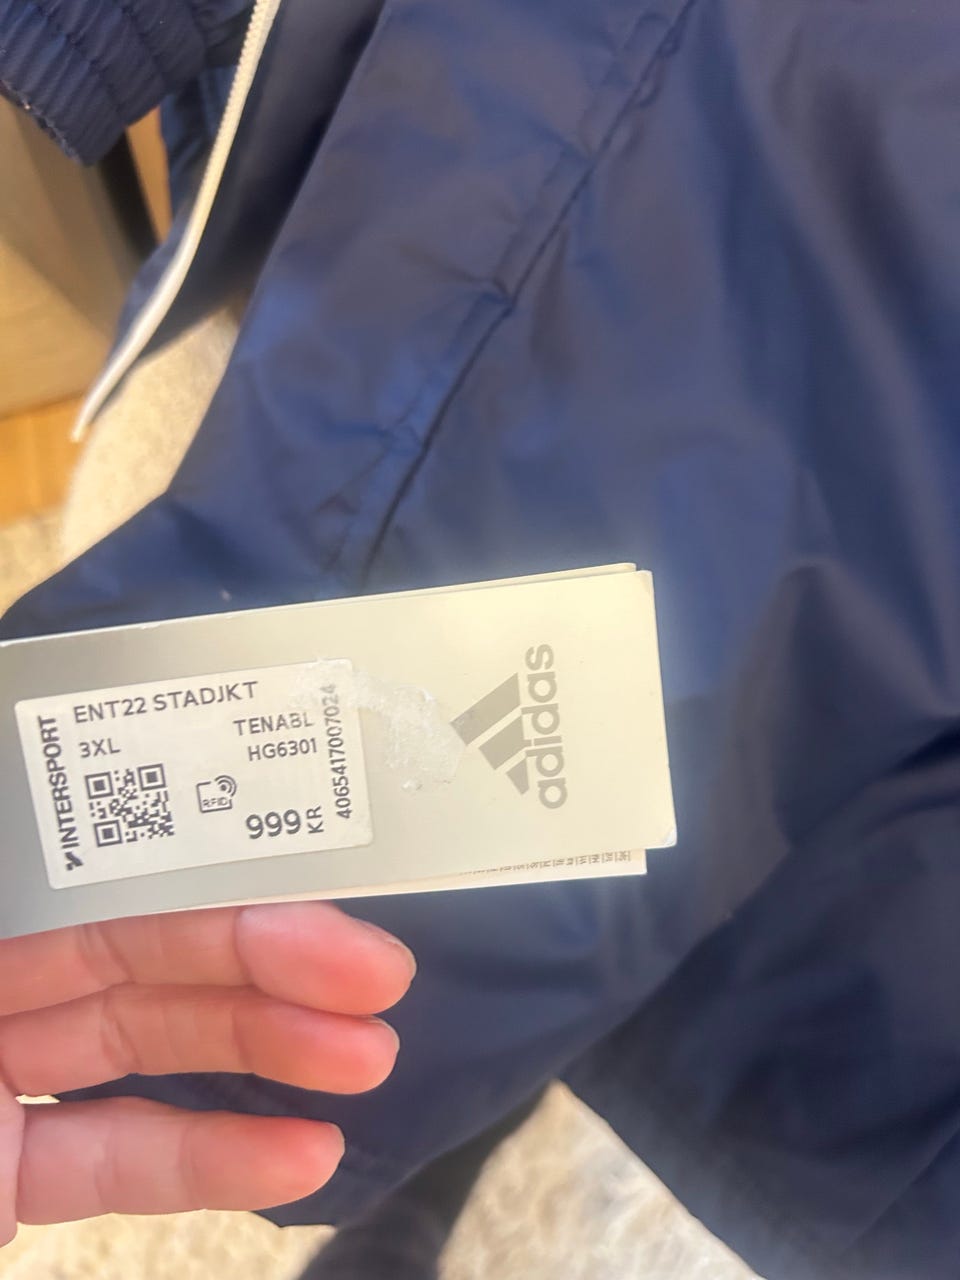 ENT22 STADJKT
3XL
TENABL
HG6301
RFID
999 KR
4065417007024
INTERSPORT
adidas